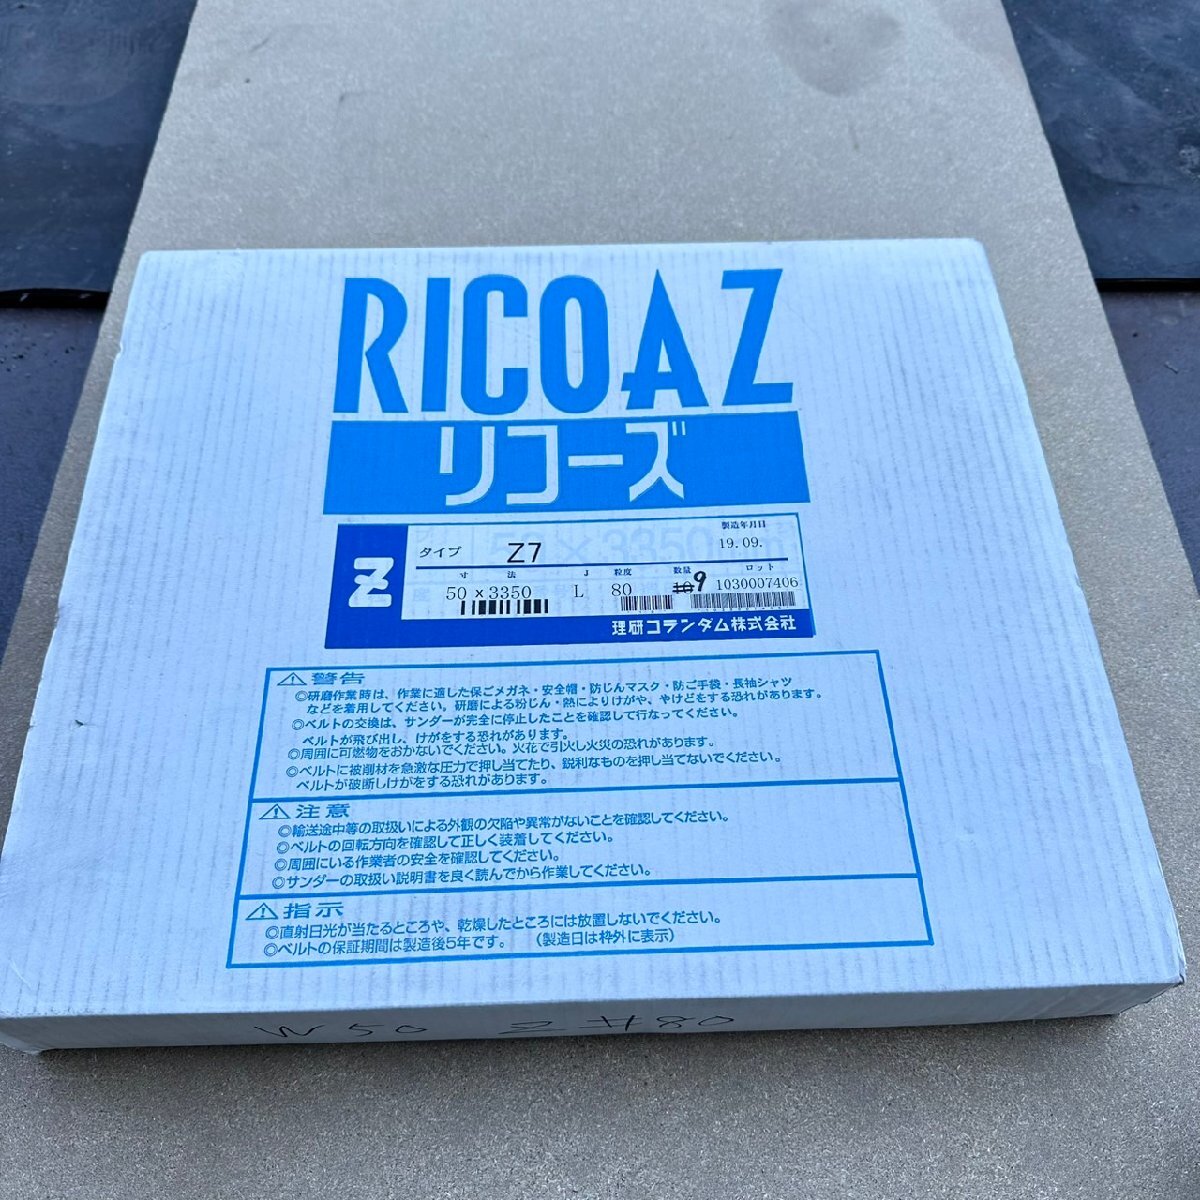 RICOAZ
リコーズ
Z タイプ Z7 製造年月日 19.09.
寸法 J 粒度 数量 ロット
50×3350 L 80 10 9 1030007406
理研コランダム株式会社
⚠警告
◎研磨作業時は、作業に適した保ごメガネ・安全帽・防じんマスク・防ご手袋・長袖シャツ
などを着用してください。研磨による粉じん・熱によりけがや、やけどをする恐れがあります。
◎ベルトの交換は、サンダーが完全に停止したことを確認して行なってください。
ベルトが飛び出し、けがをする恐れがあります。
◎周囲に可燃物をおかないでください。火花で引火し火災の恐れがあります。
◎ベルトに被削材を急激な圧力で押し当てたり、鋭利なものを押し当てないでください。
ベルトが破断しけがをする恐れがあります。
⚠注意
◎輸送途中等の取扱いによる外観の欠陥や異常がないことを確認してください。
◎ベルトの回転方向を確認して正しく装着してください。
◎周囲にいる作業者の安全を確認してください。
◎サンダーの取扱い説明書を良く読んでから作業してください。
⚠指示
◎直射日光が当たるところや、乾燥したところには放置しないでください。
◎ベルトの保証期間は製造後5年です。（製造日は枠外に表示）
W 50 Z #80